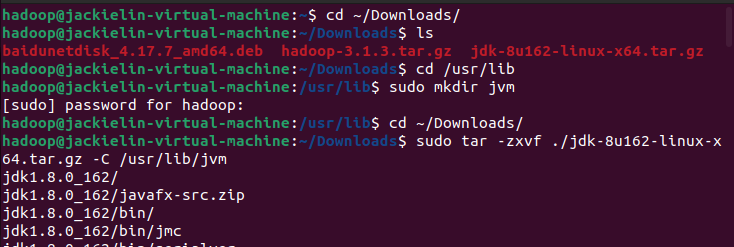 hadoop@jackielin-virtual-machine:~$ cd ~/Downloads/
hadoop@jackielin-virtual-machine:~/Downloads$ ls
baidunetdisk_4.17.7_amd64.deb  hadoop-3.1.3.tar.gz  jdk-8u162-linux-x64.tar.gz
hadoop@jackielin-virtual-machine:~/Downloads$ cd /usr/lib
hadoop@jackielin-virtual-machine:/usr/lib$ sudo mkdir jvm
[sudo] password for hadoop:
hadoop@jackielin-virtual-machine:/usr/lib$ cd ~/Downloads/
hadoop@jackielin-virtual-machine:~/Downloads$ sudo tar -zxvf ./jdk-8u162-linux-x
64.tar.gz -C /usr/lib/jvm
jdk1.8.0_162/
jdk1.8.0_162/javafx-src.zip
jdk1.8.0_162/bin/
jdk1.8.0_162/bin/jmc